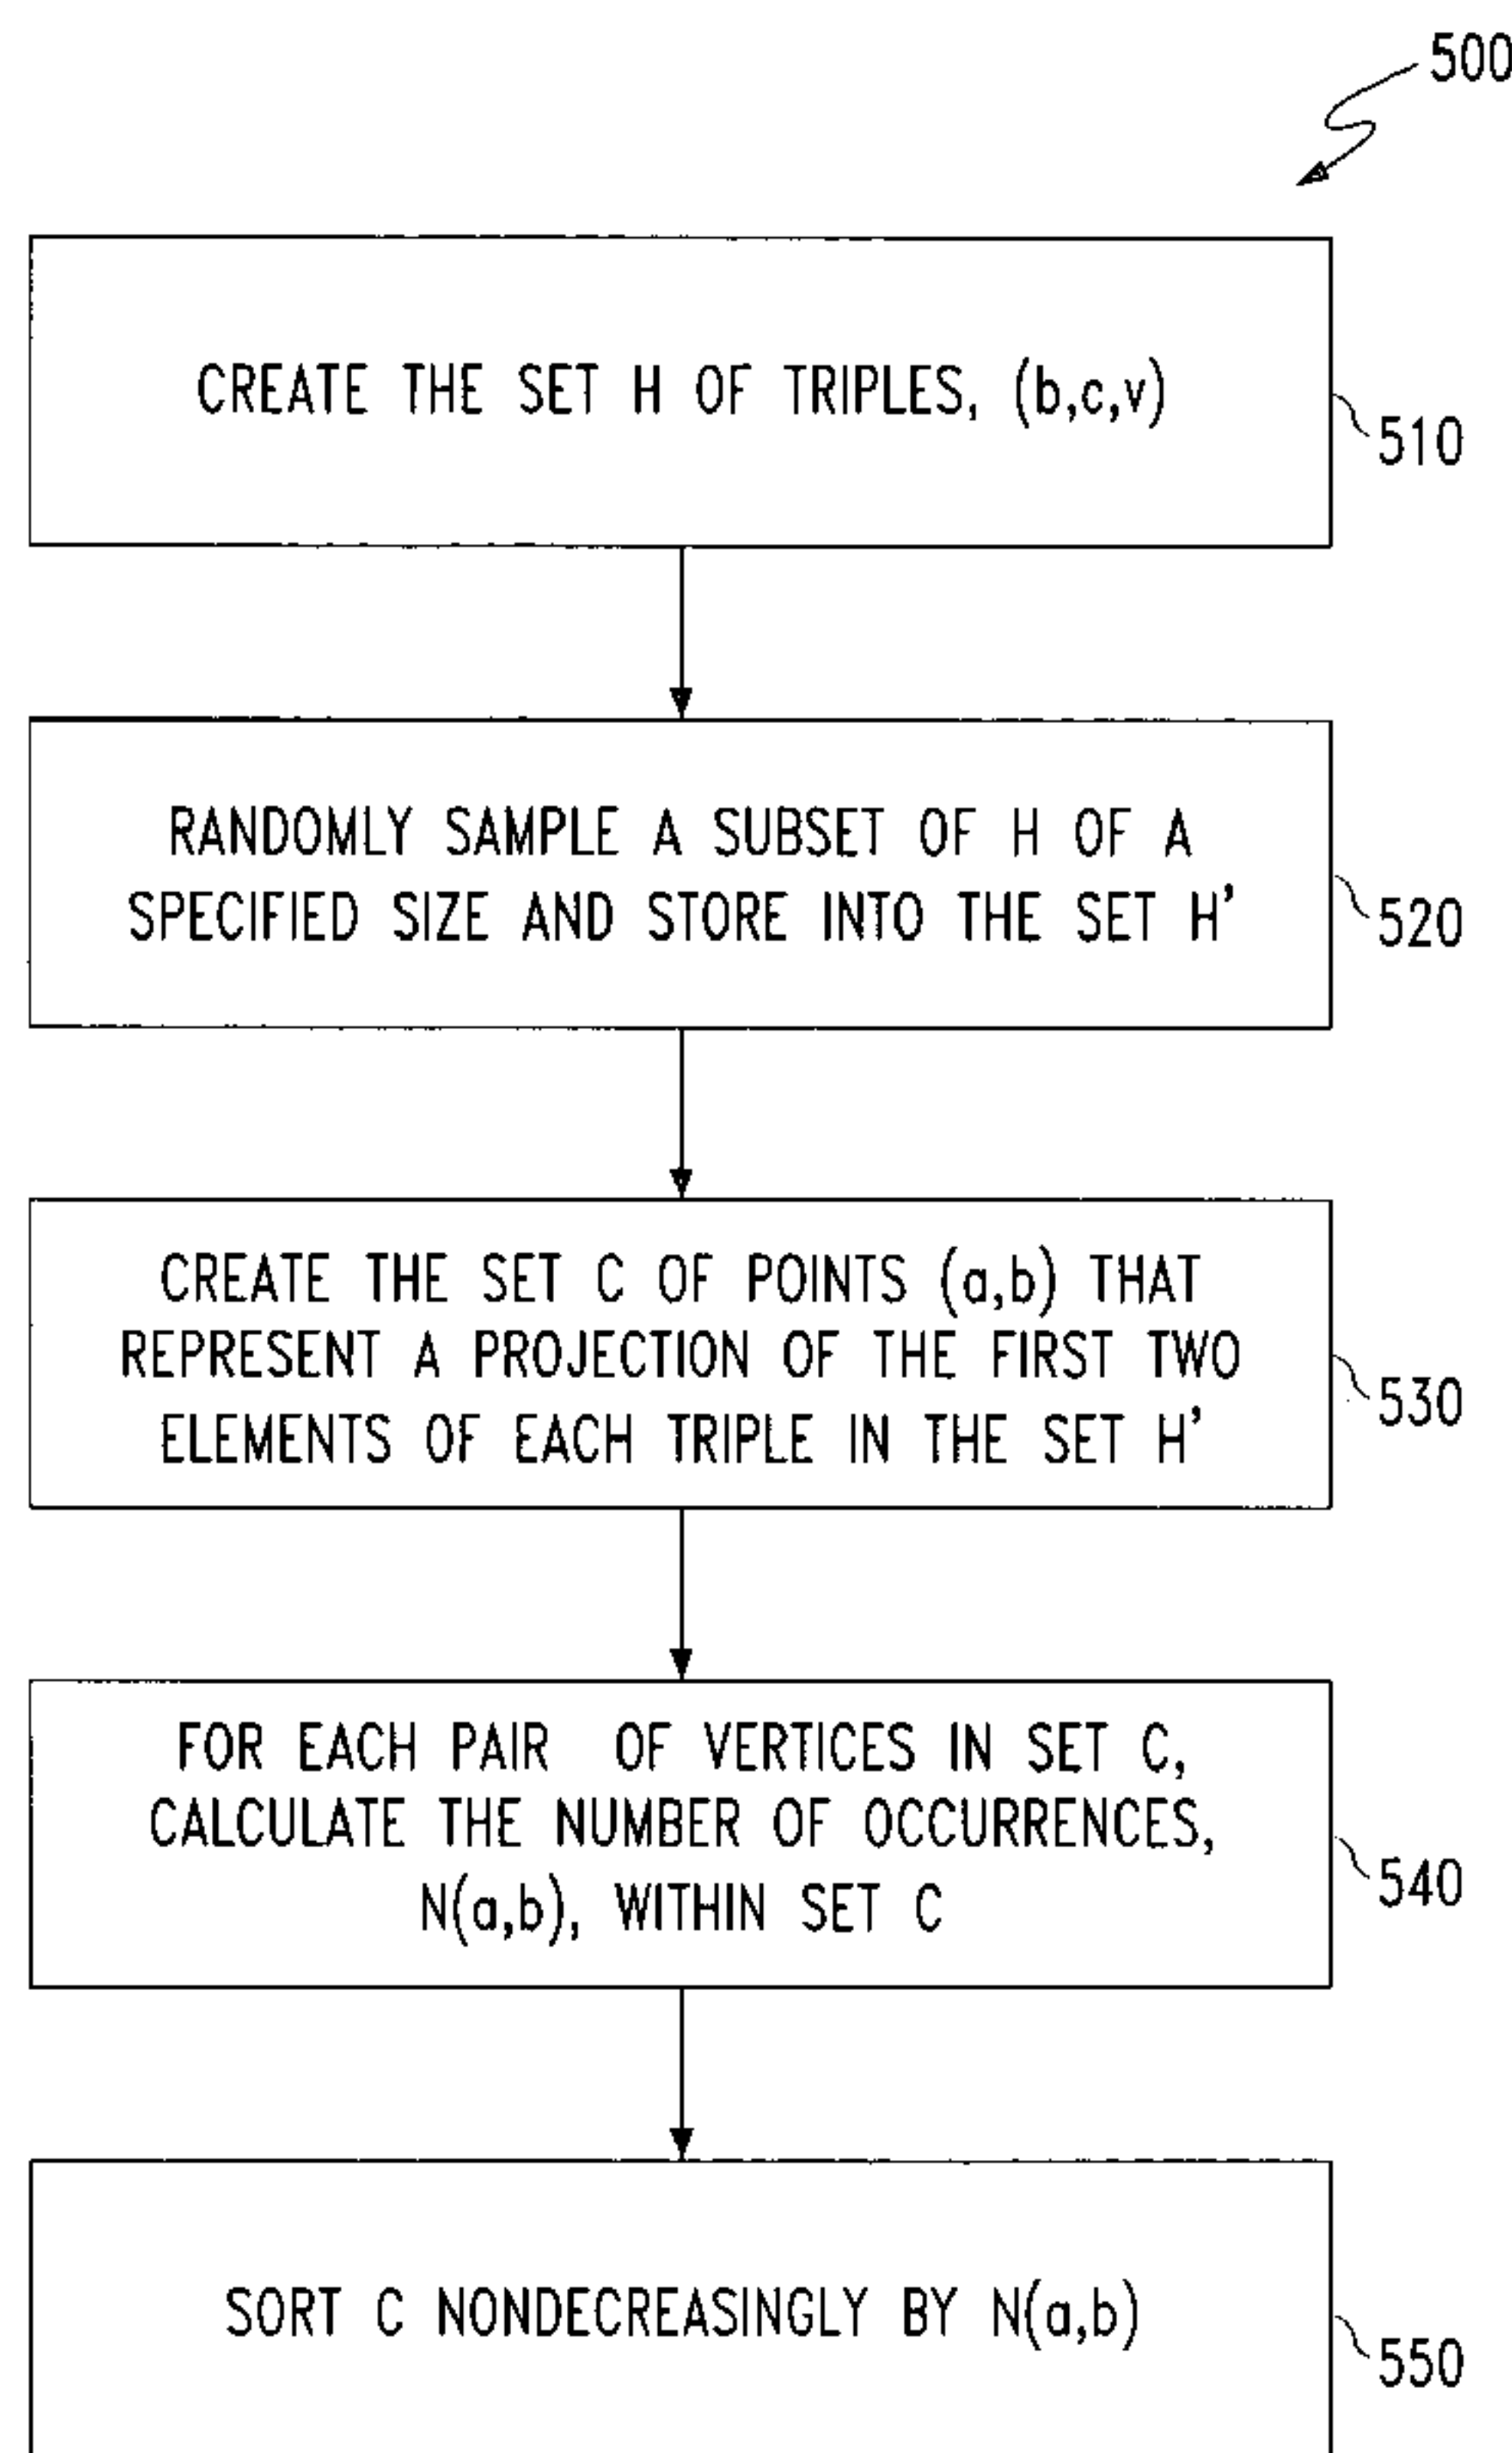 500
CREATE THE SET H OF TRIPLES, (b,c,v)
510
RANDOMLY SAMPLE A SUBSET OF H OF A
SPECIFIED SIZE AND STORE INTO THE SET H'
520
CREATE THE SET C OF POINTS (a,b) THAT
REPRESENT A PROJECTION OF THE FIRST TWO
ELEMENTS OF EACH TRIPLE IN THE SET H'
530
FOR EACH PAIR OF VERTICES IN SET C,
CALCULATE THE NUMBER OF OCCURRENCES,
N(a,b), WITHIN SET C
540
SORT C NONDECREASINGLY BY N(a,b)
550